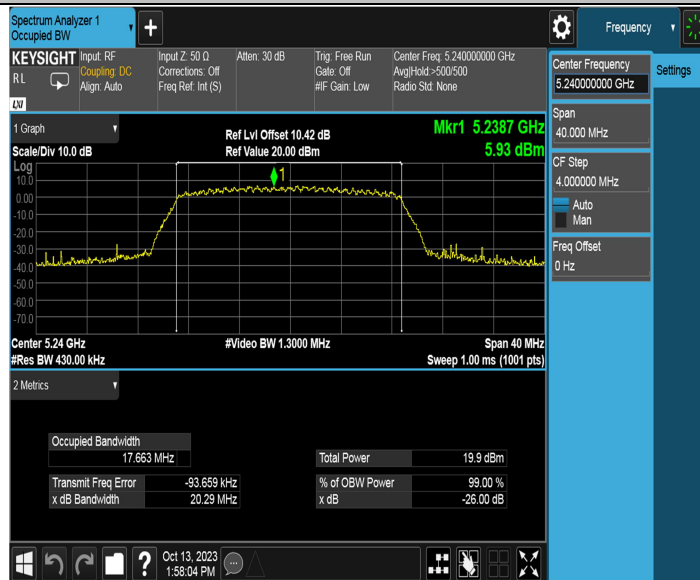 Spectrum Analyzer 1
Occupied BW
+
Frequency
KEYSIGHT Input: RF Input Z: 50 Ω Atten: 30 dB Trig: Free Run Center Freq: 5.240000000 GHz
RL Coupling: DC Corrections: Off Gate: Off Avg|Hold:>500/500
Align: Auto Freq Ref: Int (S) #IF Gain: Low Radio Std: None
LXI
Center Frequency
5.240000000 GHz
Settings
Span
40.000 MHz
CF Step
4.000000 MHz
Auto
Man
Freq Offset
0 Hz
1 Graph Ref Lvl Offset 10.42 dB Mkr1 5.2387 GHz
Scale/Div 10.0 dB Ref Value 20.00 dBm 5.93 dBm
Log
1
10.0
0.00
-10.0
-20.0
-30.0
-40.0
-50.0
-60.0
-70.0
Center 5.24 GHz #Video BW 1.3000 MHz Span 40 MHz
#Res BW 430.00 kHz Sweep 1.00 ms (1001 pts)
2 Metrics
Occupied Bandwidth
17.663 MHz Total Power 19.9 dBm
Transmit Freq Error -93.659 kHz % of OBW Power 99.00 %
x dB Bandwidth 20.29 MHz x dB -26.00 dB
? Oct 13, 2023
1:58:04 PM